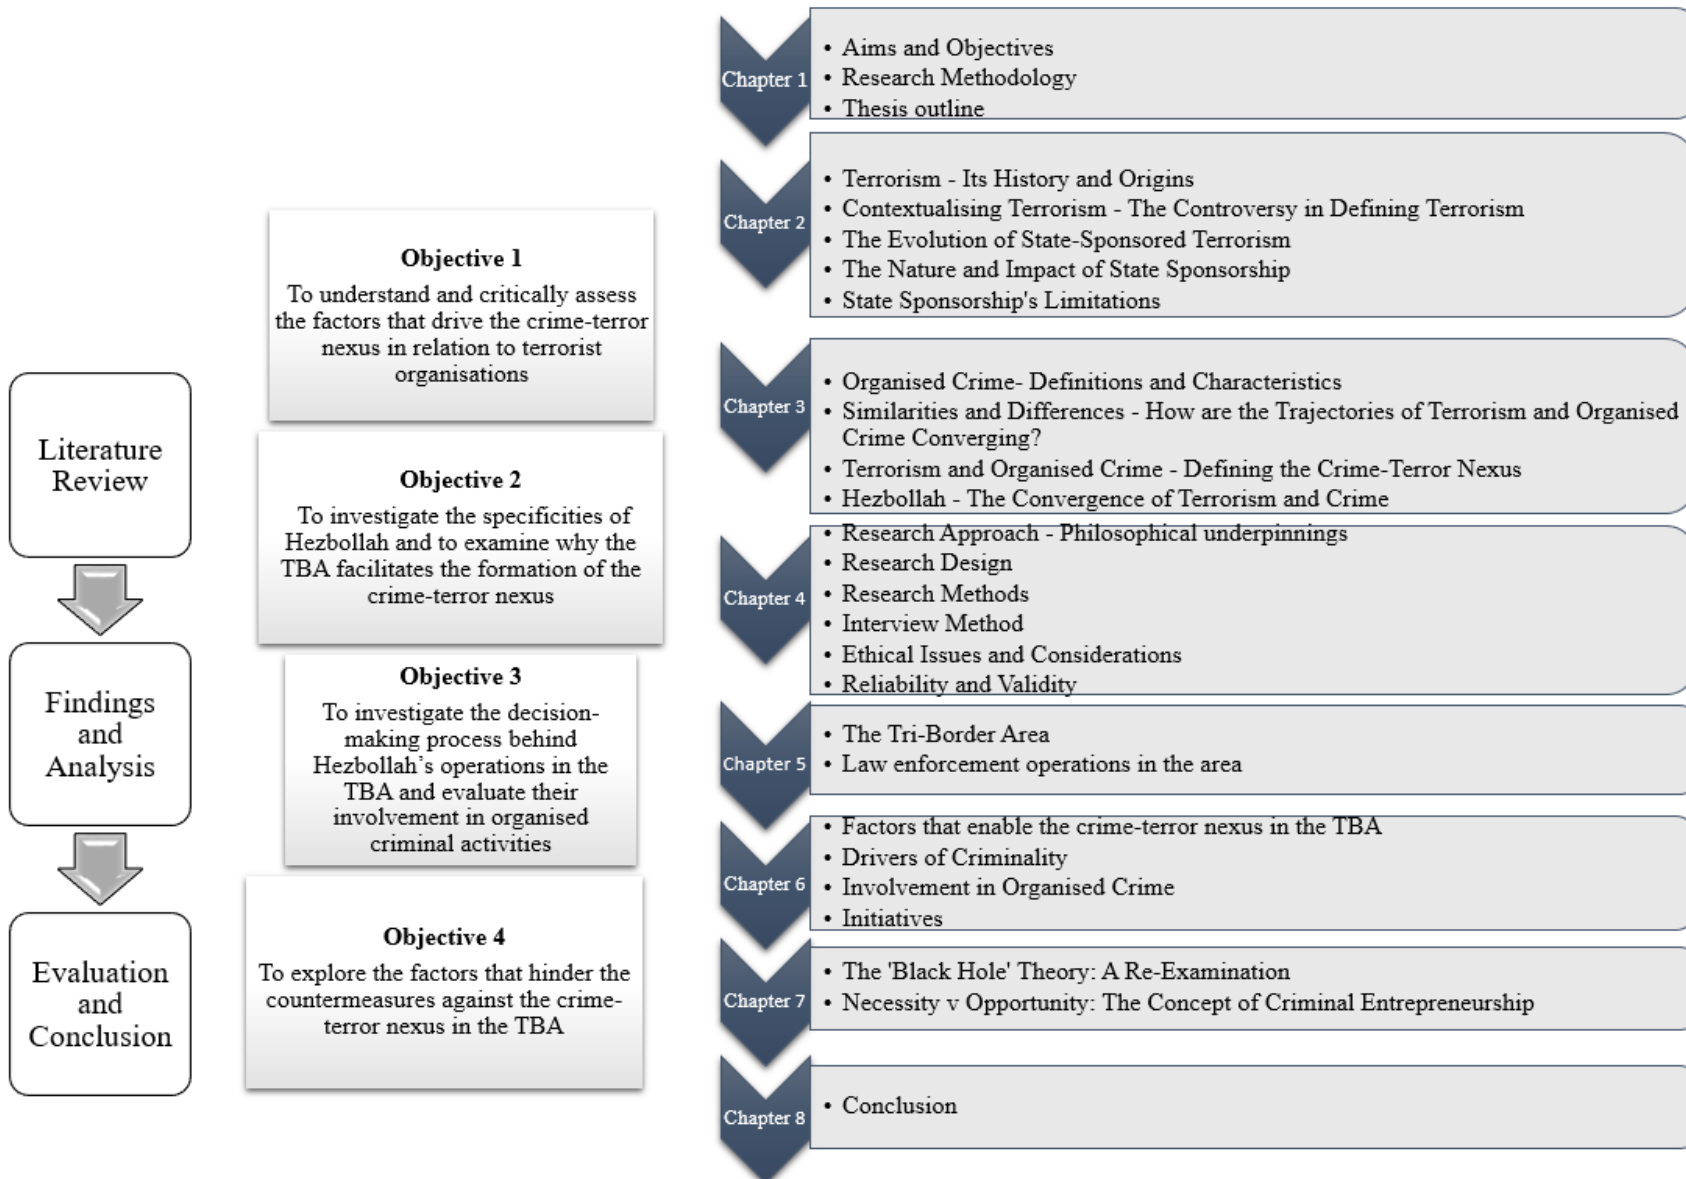 Literature
Review
Findings
and
Analysis
Evaluation
and
Conclusion
Objective 1
To understand and critically assess
the factors that drive the crime-terror
nexus in relation to terrorist
organisations
Objective 2
To investigate the specificities of
Hezbollah and to examine why the
TBA facilitates the formation of the
crime-terror nexus
Objective 3
To investigate the decision-
making process behind
Hezbollah’s operations in the
TBA and evaluate their
involvement in organised
criminal activities
Objective 4
To explore the factors that hinder the
countermeasures against the crime-
terror nexus in the TBA
Chapter 1
• Aims and Objectives
• Research Methodology
• Thesis outline
Chapter 2
• Terrorism - Its History and Origins
• Contextualising Terrorism - The Controversy in Defining Terrorism
• The Evolution of State-Sponsored Terrorism
• The Nature and Impact of State Sponsorship
• State Sponsorship's Limitations
Chapter 3
• Organised Crime- Definitions and Characteristics
• Similarities and Differences - How are the Trajectories of Terrorism and Organised
Crime Converging?
• Terrorism and Organised Crime - Defining the Crime-Terror Nexus
• Hezbollah - The Convergence of Terrorism and Crime
Chapter 4
• Research Approach - Philosophical underpinnings
• Research Design
• Research Methods
• Interview Method
• Ethical Issues and Considerations
• Reliability and Validity
Chapter 5
• The Tri-Border Area
• Law enforcement operations in the area
Chapter 6
• Factors that enable the crime-terror nexus in the TBA
• Drivers of Criminality
• Involvement in Organised Crime
• Initiatives
Chapter 7
• The 'Black Hole' Theory: A Re-Examination
• Necessity v Opportunity: The Concept of Criminal Entrepreneurship
Chapter 8
• Conclusion